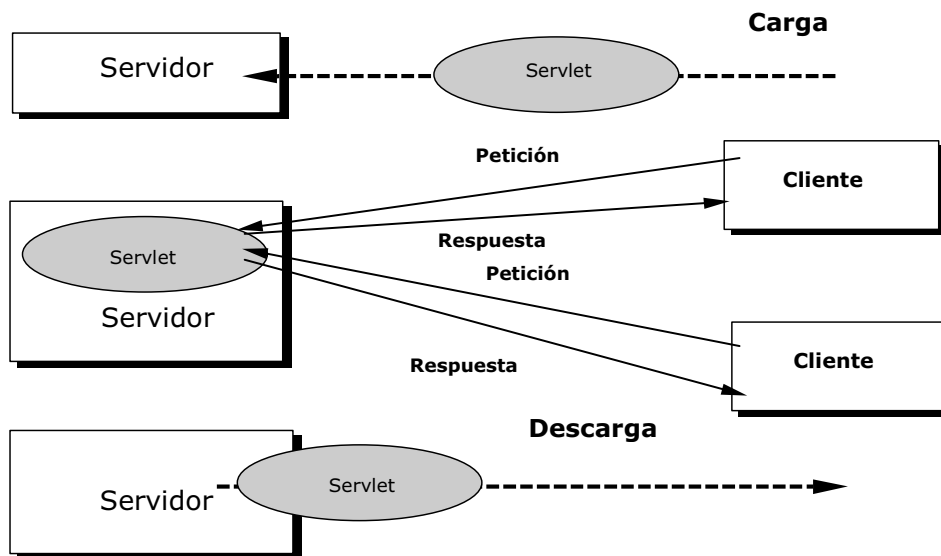 Carga
Servidor
Servlet
Petición
Cliente
Respuesta
Servlet
Petición
Servidor
Cliente
Respuesta
Descarga
Servidor
Servlet